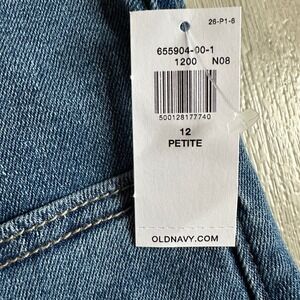 26-P1-6
655904-00-1
1200 N08
500128177740
12
PETITE
OLDNAVY.COM